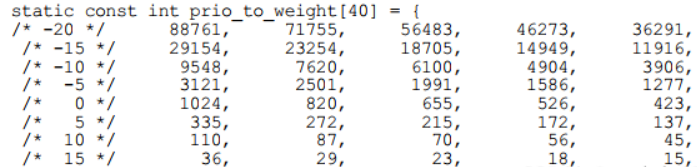 static const int prio_to_weight[40] = {
/* -20 */ 88761, 71755, 56483, 46273, 36291,
/* -15 */ 29154, 23254, 18705, 14949, 11916,
/* -10 */ 9548, 7620, 6100, 4904, 3906,
/* -5 */ 3121, 2501, 1991, 1586, 1277,
/* 0 */ 1024, 820, 655, 526, 423,
/* 5 */ 335, 272, 215, 172, 137,
/* 10 */ 110, 87, 70, 56, 45,
/* 15 */ 36, 29, 23, 18, 15,